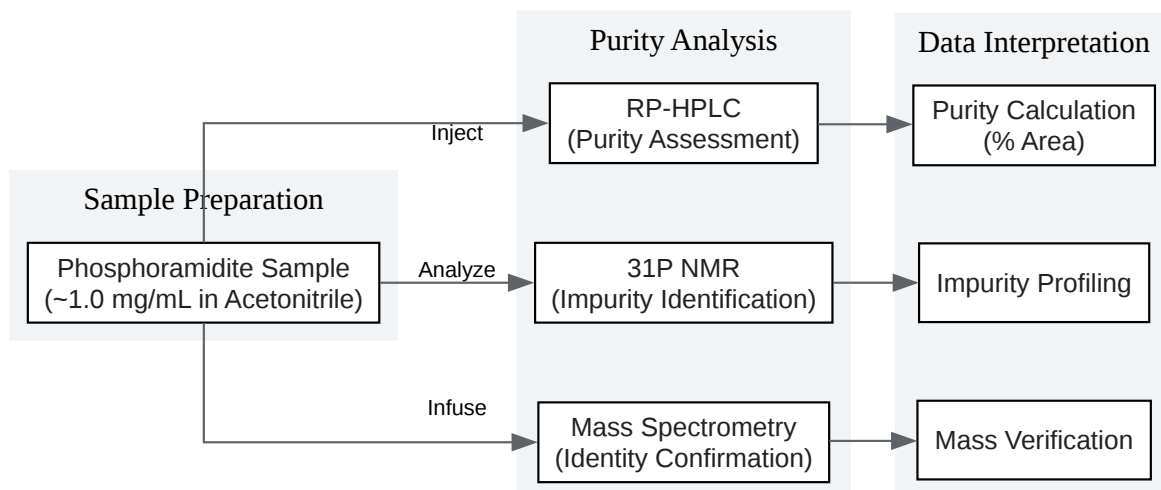 Purity Analysis
Data Interpretation
RP-HPLC
(Purity Assessment)
Purity Calculation
(% Area)
Inject
Sample Preparation
Phosphoramidite Sample
(~1.0 mg/mL in Acetonitrile)
Analyze
31P NMR
(Impurity Identification)
Impurity Profiling
Infuse
Mass Spectrometry
(Identity Confirmation)
Mass Verification